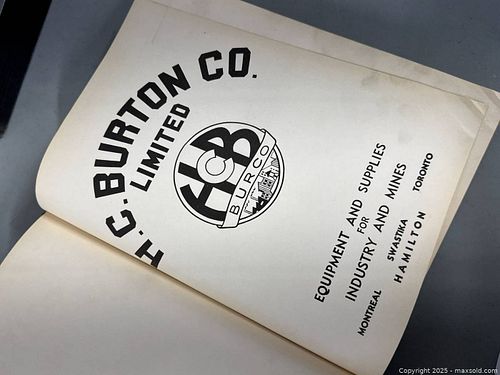 H.C. BURTON CO.
LIMITED
HCB
BURCO
EQUIPMENT AND SUPPLIES
FOR
INDUSTRY AND MINES
MONTREAL SWASTIKA TORONTO
HAMILTON
Copyright 2025 - maxsold.com